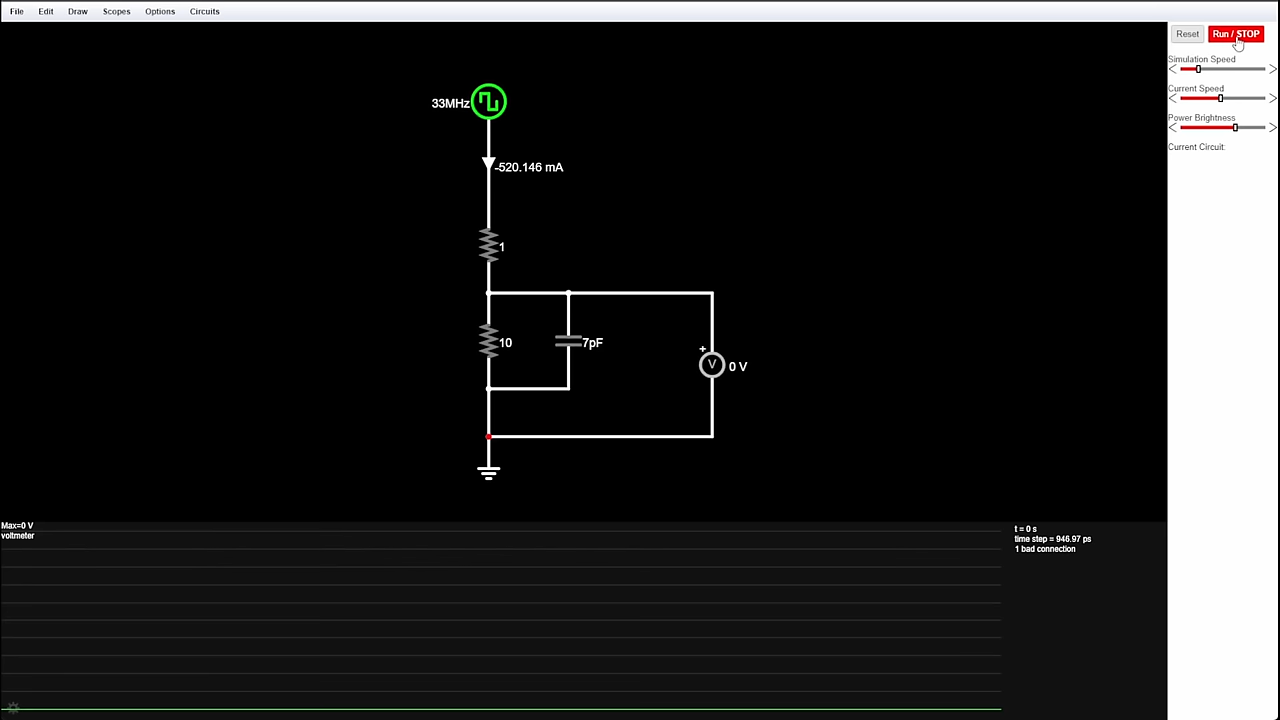 File Edit Draw Scopes Options Circuits
Reset Run / STOP
Simulation Speed
Current Speed
Power Brightness
Current Circuit:
33MHz
-520.146 mA
1
10
7pF
+
V
0 V
Max=0 V
voltmeter
t = 0 s
time step = 946.97 ps
1 bad connection